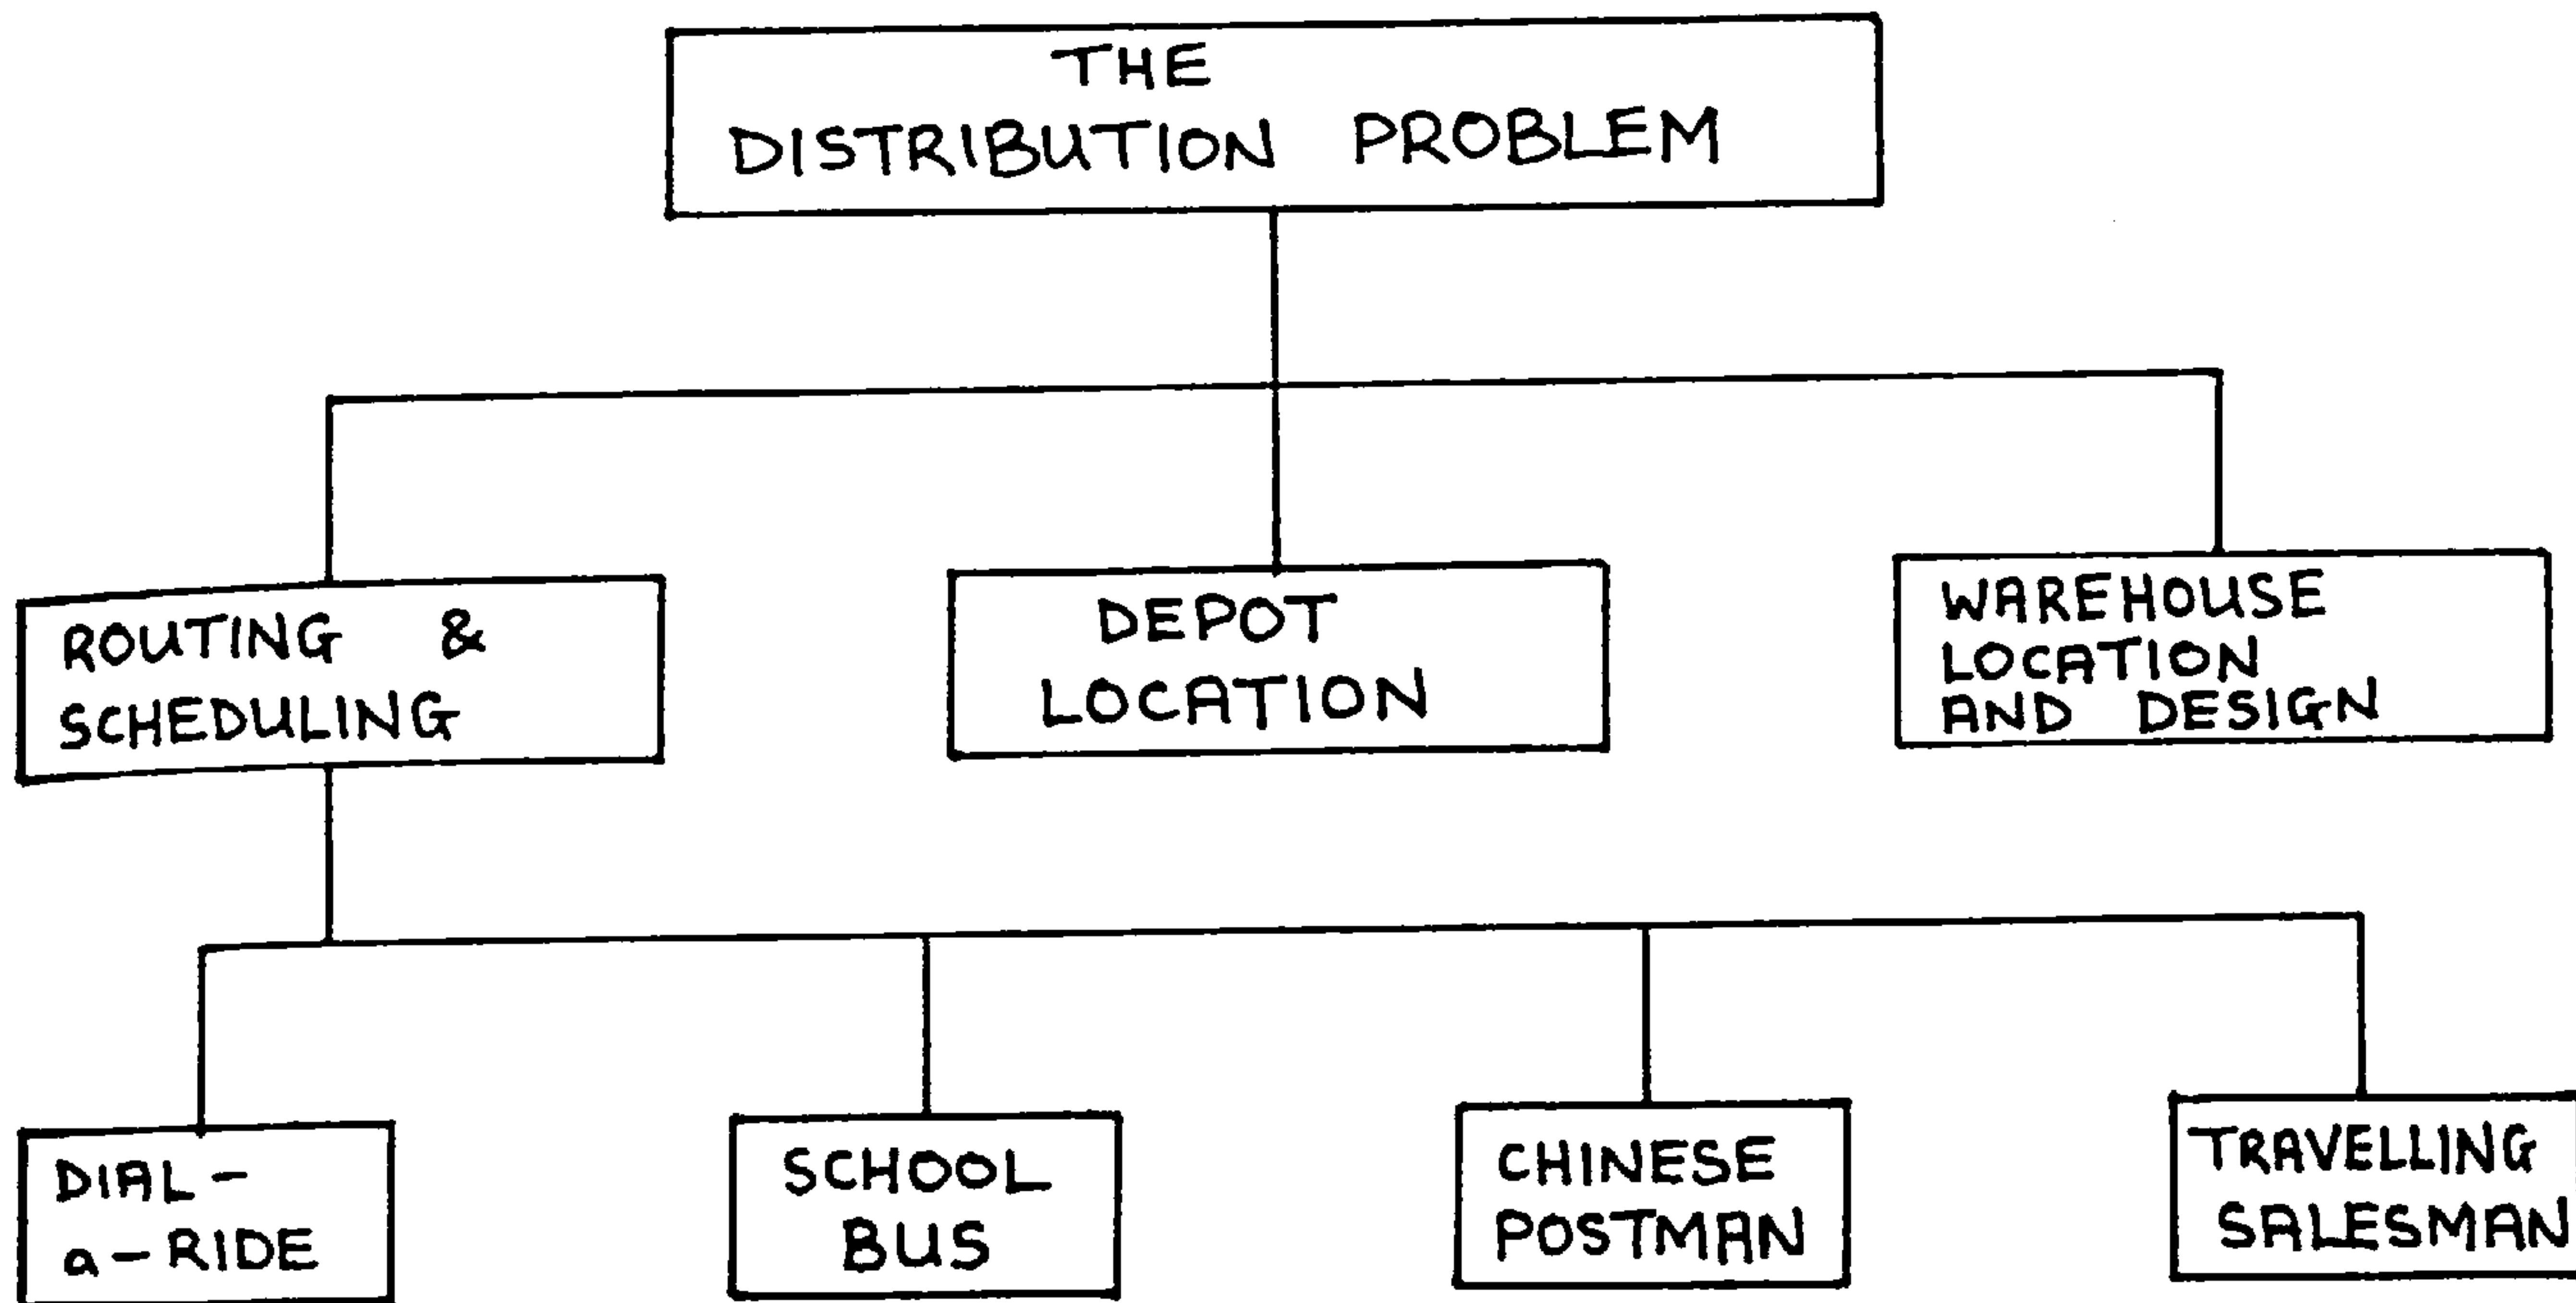 THE
DISTRIBUTION PROBLEM
ROUTING &
SCHEDULING
DEPOT
LOCATION
WAREHOUSE
LOCATION
AND DESIGN
DIAL-
a-RIDE
SCHOOL
BUS
CHINESE
POSTMAN
TRAVELLING
SALESMAN